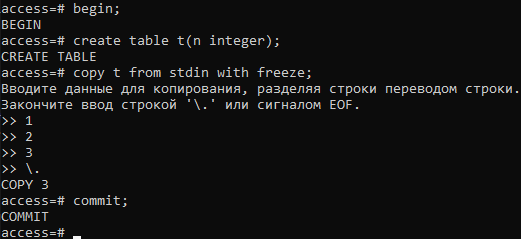 access=# begin;
BEGIN
access=# create table t(n integer);
CREATE TABLE
access=# copy t from stdin with freeze;
Вводите данные для копирования, разделяя строки переводом строки.
Закончите ввод строкой '\.' или сигналом EOF.
>> 1
>> 2
>> 3
>> \.
COPY 3
access=# commit;
COMMIT
access=#